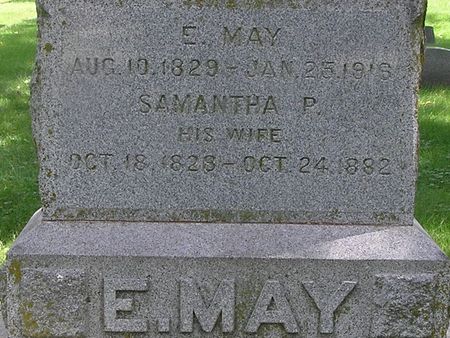 E. MAY
AUG. 10. 1829 – JAN. 25. 1916
SAMANTHA P.
HIS WIFE
OCT. 18. 1828 – OCT. 24. 1882
E. MAY